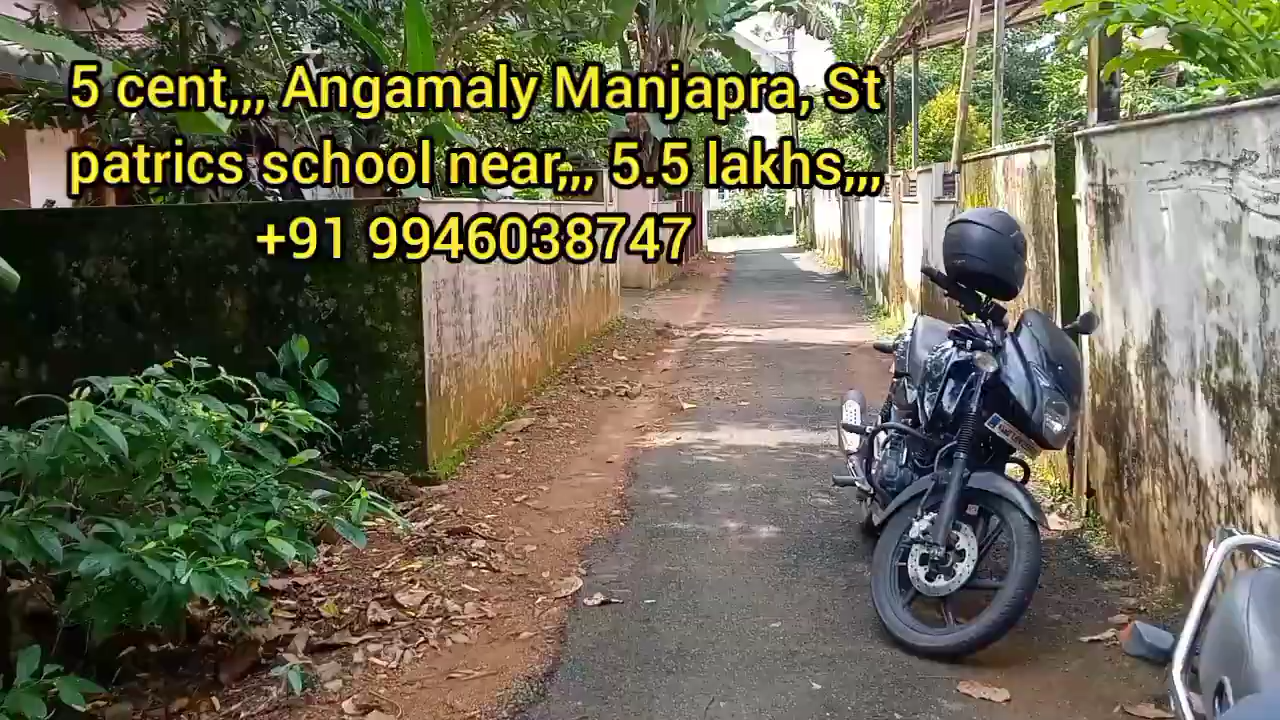 5 cent,,, Angamaly Manjapra, St
patrics school near,,, 5.5 lakhs,,,
+91 9946038747